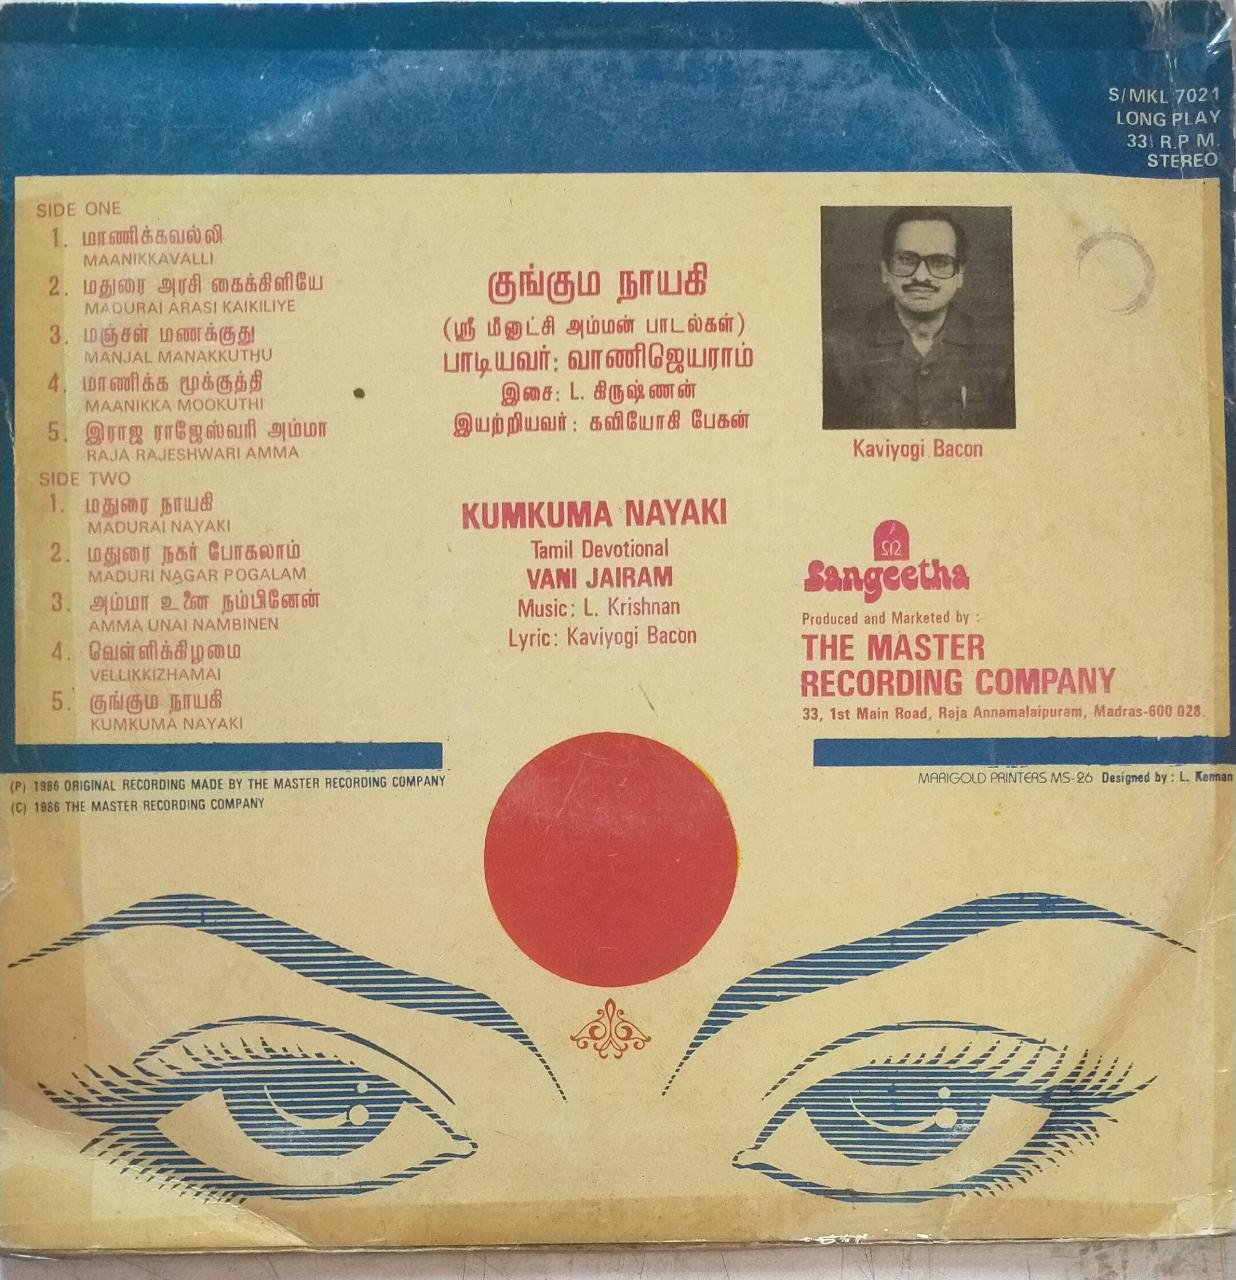 S/MKL 7021
LONG PLAY
33⅓ R.P M.
STEREO
SIDE ONE
1. மாணிக்கவல்லி
MAANIKKAVALLI
2. மதுரை அரசி கைக்கிளியே
MADURAI ARASI KAIKILIYE
3. மஞ்சள் மணக்குது
MANJAL MANAKKUTHU
4. மாணிக்க மூக்குத்தி
MAANIKKA MOOKUTHI
5. இராஜ ராஜேஸ்வரி அம்மா
RAJA RAJESHWARI AMMA
SIDE TWO
1. மதுரை நாயகி
MADURAI NAYAKI
2. மதுரை நகர் போகலாம்
MADURI NAGAR POGALAM
3. அம்மா உனை நம்பினேன்
AMMA UNAI NAMBINEN
4. வெள்ளிக்கிழமை
VELLIKKIZHAMAI
5. குங்கும நாயகி
KUMKUMA NAYAKI
குங்கும நாயகி
(ஸ்ரீ மீனாட்சி அம்மன் பாடல்கள்)
பாடியவர்: வாணிஜெயராம்
இசை: L. கிருஷ்ணன்
இயற்றியவர்: கவியோகி பேகன்
KUMKUMA NAYAKI
Tamil Devotional
VANI JAIRAM
Music: L. Krishnan
Lyric: Kaviyogi Bacon
Kaviyogi Bacon
Sangeetha
Produced and Marketed by :
THE MASTER
RECORDING COMPANY
33, 1st Main Road, Raja Annamalaipuram, Madras-600 028.
(P) 1986 ORIGINAL RECORDING MADE BY THE MASTER RECORDING COMPANY
(C) 1986 THE MASTER RECORDING COMPANY
MARIGOLD PRINTERS MS-26 Designed by : L. Kannan